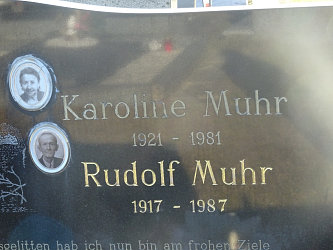 Karoline Muhr
1921 - 1981
Rudolf Muhr
1917 - 1987
hab ich nun bin am frohen Ziele